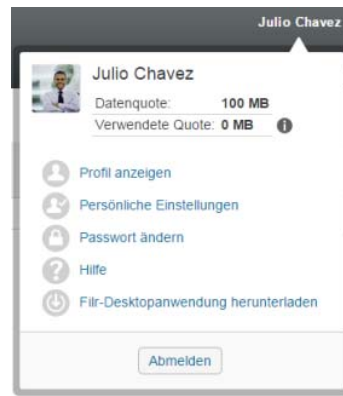 Julio Chavez
Julio Chavez
Datenquote: 100 MB
Verwendete Quote: 0 MB
Profil anzeigen
Persönliche Einstellungen
Passwort ändern
Hilfe
Filr-Desktopanwendung herunterladen
Abmelden